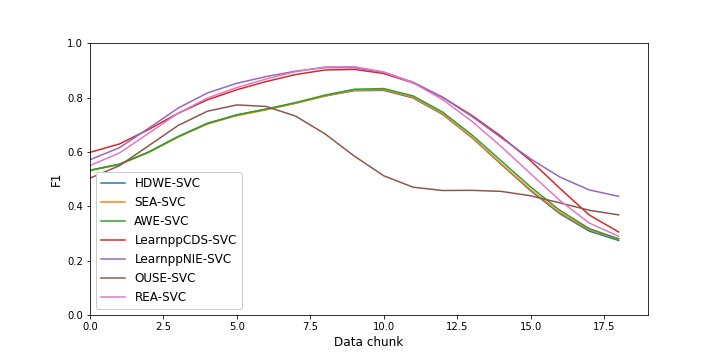 1.0
0.8
0.6
0.4
0.2
0.0
F1
HDWE-SVC
SEA-SVC
AWE-SVC
LearnppCDS-SVC
LearnppNIE-SVC
OUSE-SVC
REA-SVC
0.0 2.5 5.0 7.5 10.0 12.5 15.0 17.5
Data chunk